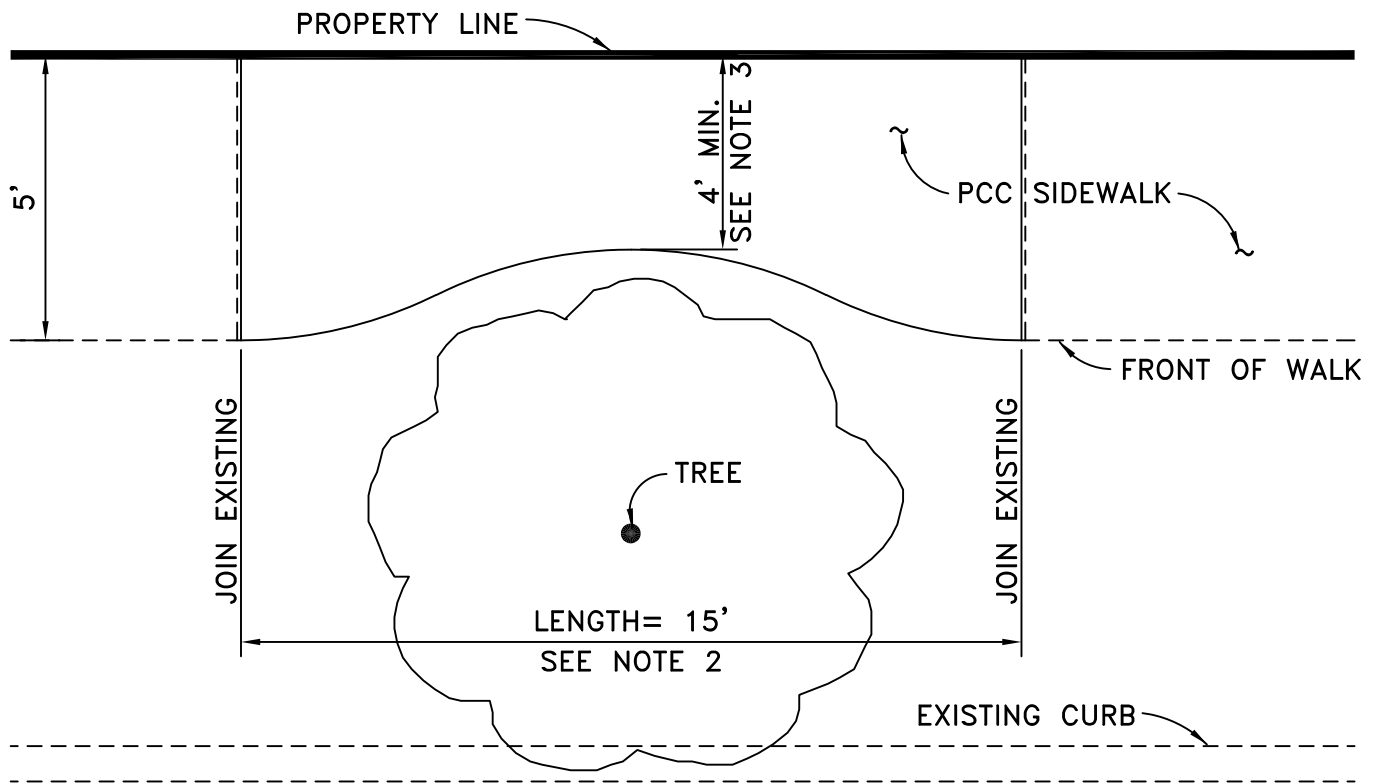 PROPERTY LINE
5'
4' MIN.
SEE NOTE 3
PCC SIDEWALK
FRONT OF WALK
JOIN EXISTING
JOIN EXISTING
TREE
LENGTH= 15'
SEE NOTE 2
EXISTING CURB